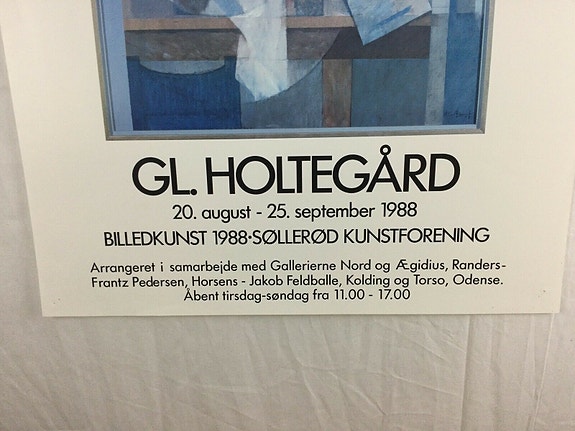 GL. HOLTEGÅRD
20. august - 25. september 1988
BILLEDKUNST 1988·SØLLERØD KUNSTFORENING
Arrangeret i samarbejde med Gallerierne Nord og Ægidius, Randers-
Frantz Pedersen, Horsens - Jakob Feldballe, Kolding og Torso, Odense.
Åbent tirsdag-søndag fra 11.00 - 17.00